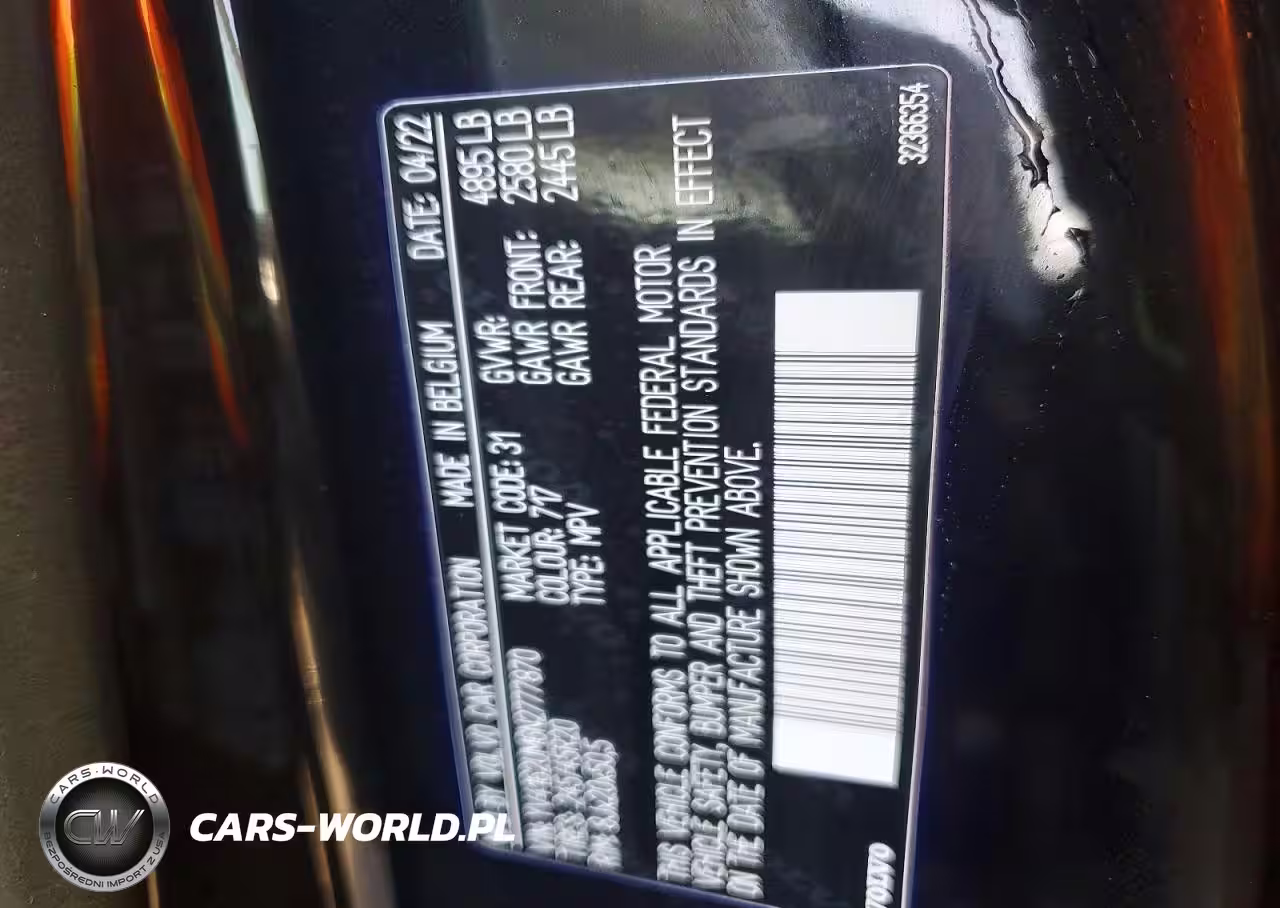 VOLVO CAR CORPORATION MADE IN BELGIUM DATE: 04/22
MARKET CODE: 31 GVWR: 4895 LB
COLOUR: 717 GAWR FRONT: 2580 LB
TYPE: MPV GAWR REAR: 2445 LB
THIS VEHICLE CONFORMS TO ALL APPLICABLE FEDERAL MOTOR
VEHICLE SAFETY, BUMPER AND THEFT PREVENTION STANDARDS IN EFFECT
ON THE DATE OF MANUFACTURE SHOWN ABOVE.
VOLVO
32366354
CARS-WORLD
CW
BEZPOŚREDNI IMPORT Z USA
CARS-WORLD.PL